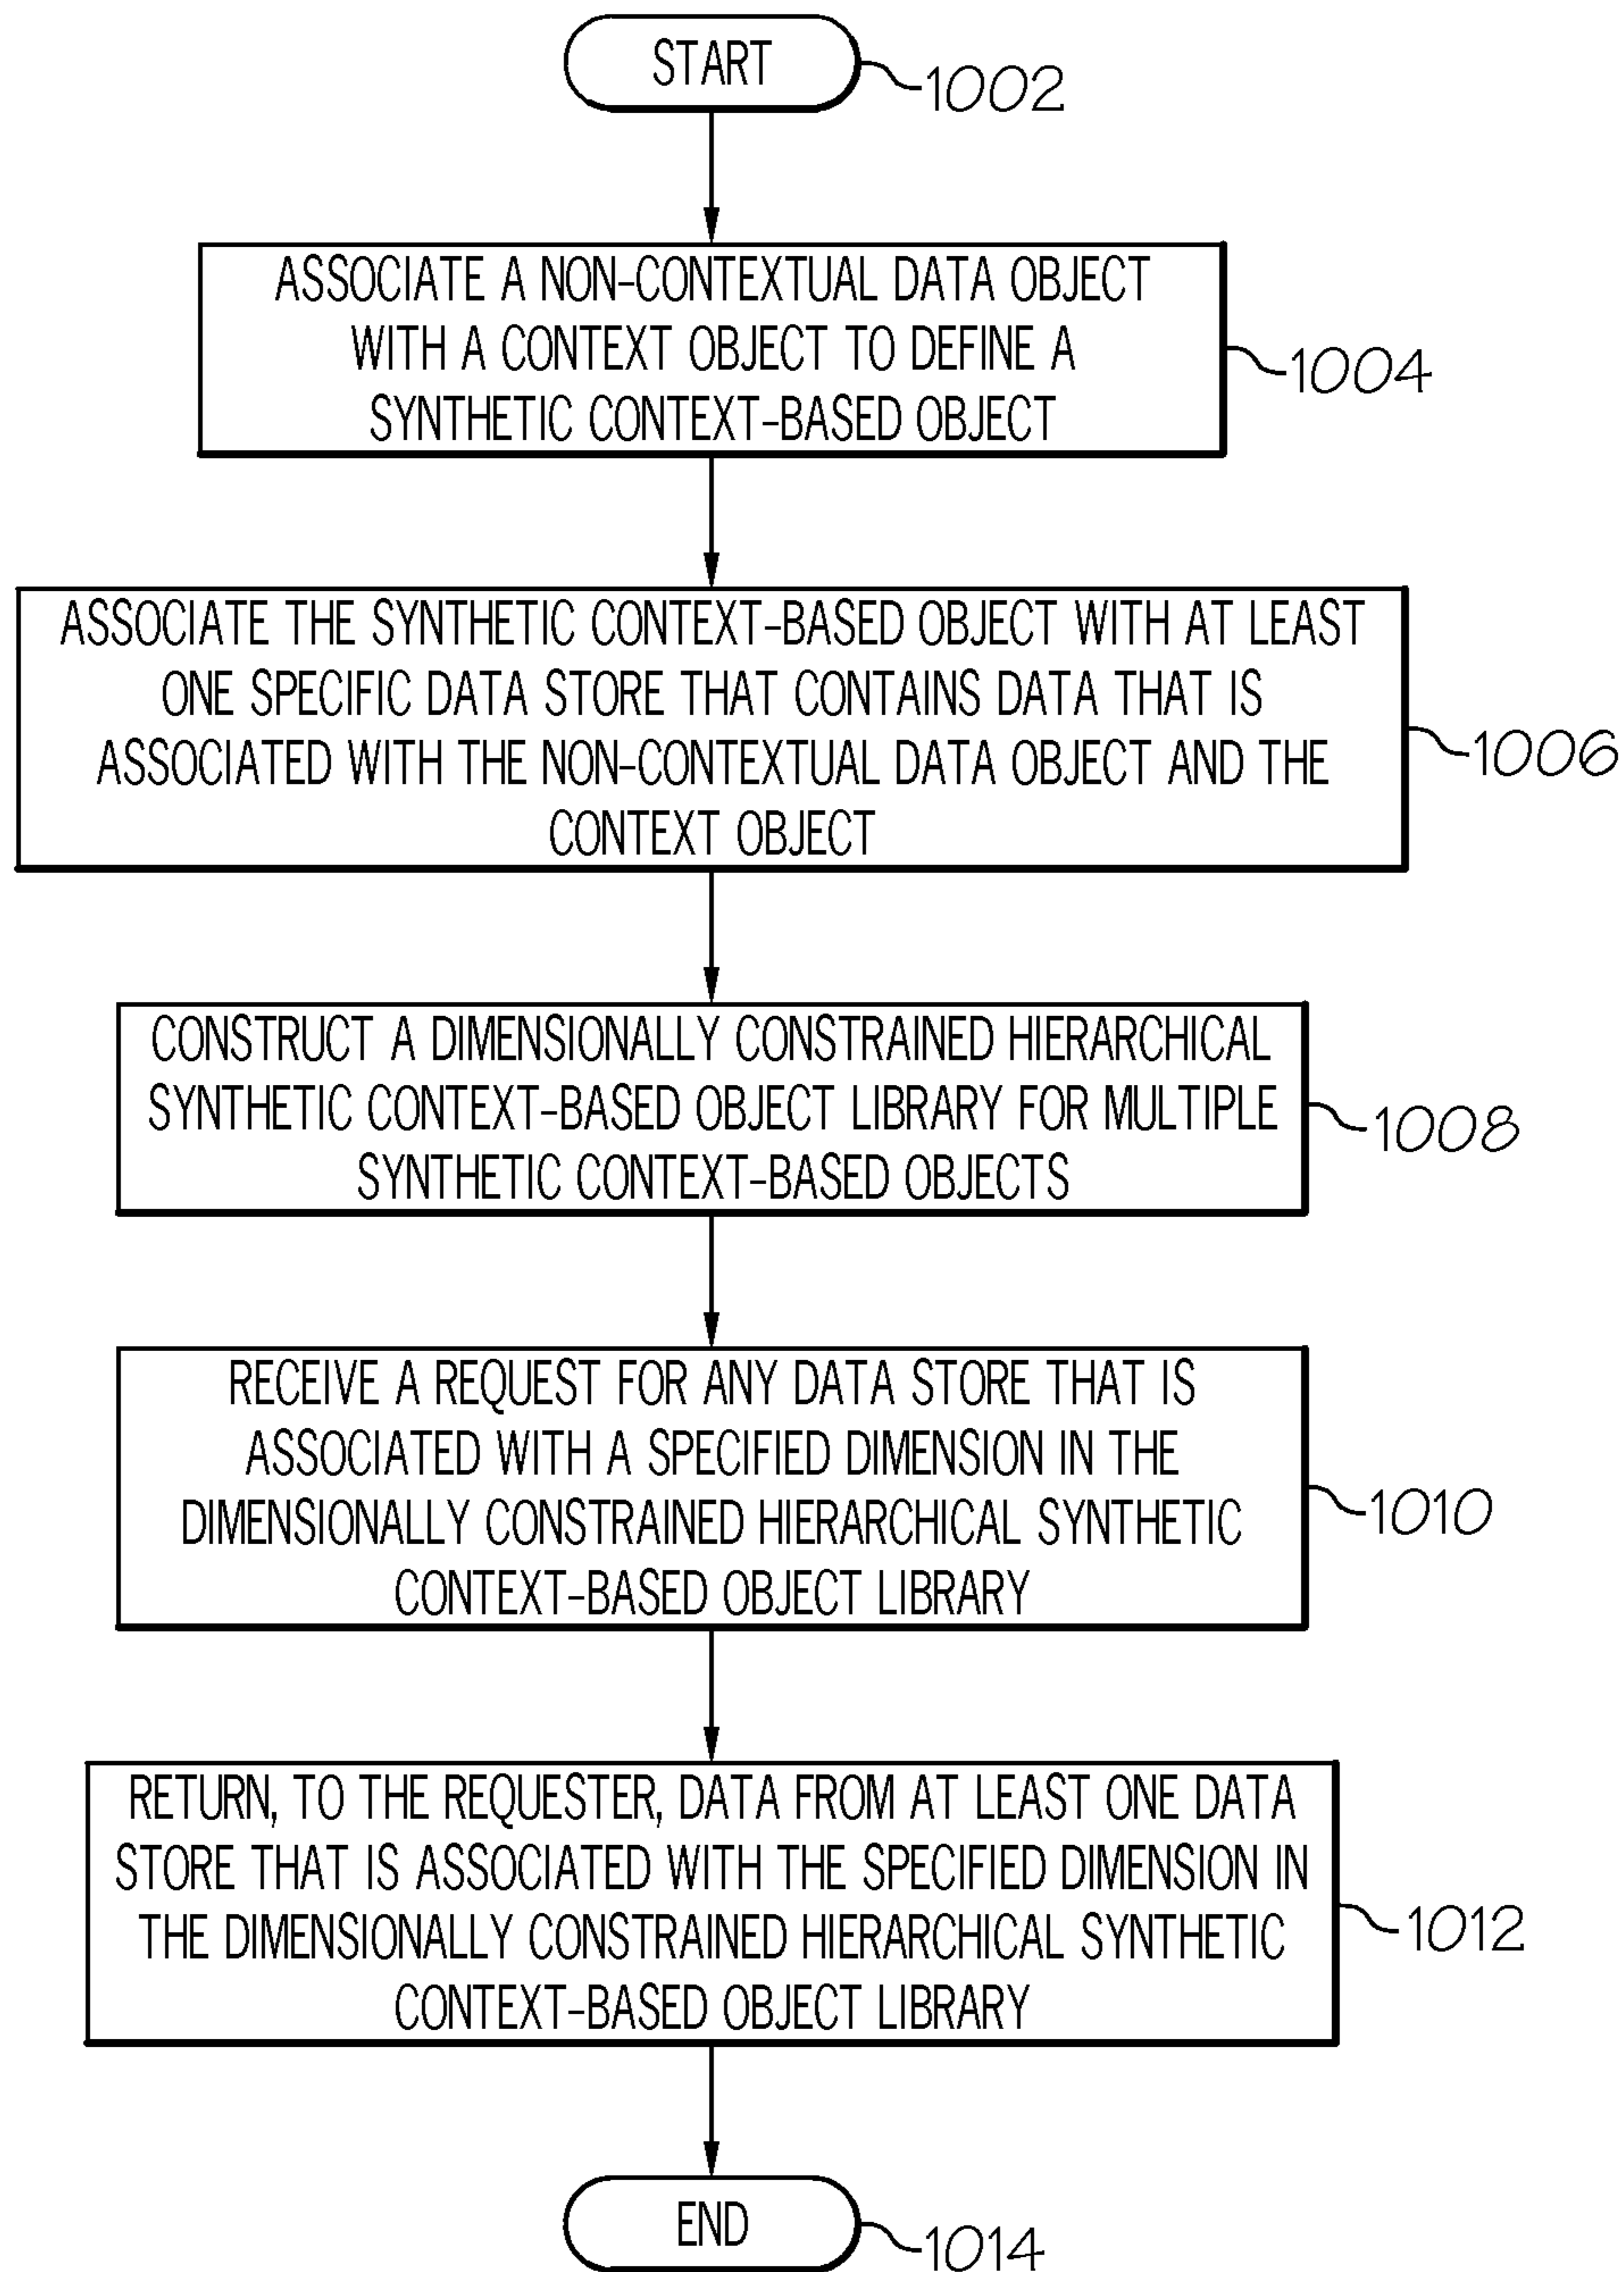 START
1002
ASSOCIATE A NON-CONTEXTUAL DATA OBJECT
WITH A CONTEXT OBJECT TO DEFINE A
SYNTHETIC CONTEXT-BASED OBJECT
1004
ASSOCIATE THE SYNTHETIC CONTEXT-BASED OBJECT WITH AT LEAST
ONE SPECIFIC DATA STORE THAT CONTAINS DATA THAT IS
ASSOCIATED WITH THE NON-CONTEXTUAL DATA OBJECT AND THE
CONTEXT OBJECT
1006
CONSTRUCT A DIMENSIONALLY CONSTRAINED HIERARCHICAL
SYNTHETIC CONTEXT-BASED OBJECT LIBRARY FOR MULTIPLE
SYNTHETIC CONTEXT-BASED OBJECTS
1008
RECEIVE A REQUEST FOR ANY DATA STORE THAT IS
ASSOCIATED WITH A SPECIFIED DIMENSION IN THE
DIMENSIONALLY CONSTRAINED HIERARCHICAL SYNTHETIC
CONTEXT-BASED OBJECT LIBRARY
1010
RETURN, TO THE REQUESTER, DATA FROM AT LEAST ONE DATA
STORE THAT IS ASSOCIATED WITH THE SPECIFIED DIMENSION IN
THE DIMENSIONALLY CONSTRAINED HIERARCHICAL SYNTHETIC
CONTEXT-BASED OBJECT LIBRARY
1012
END
1014